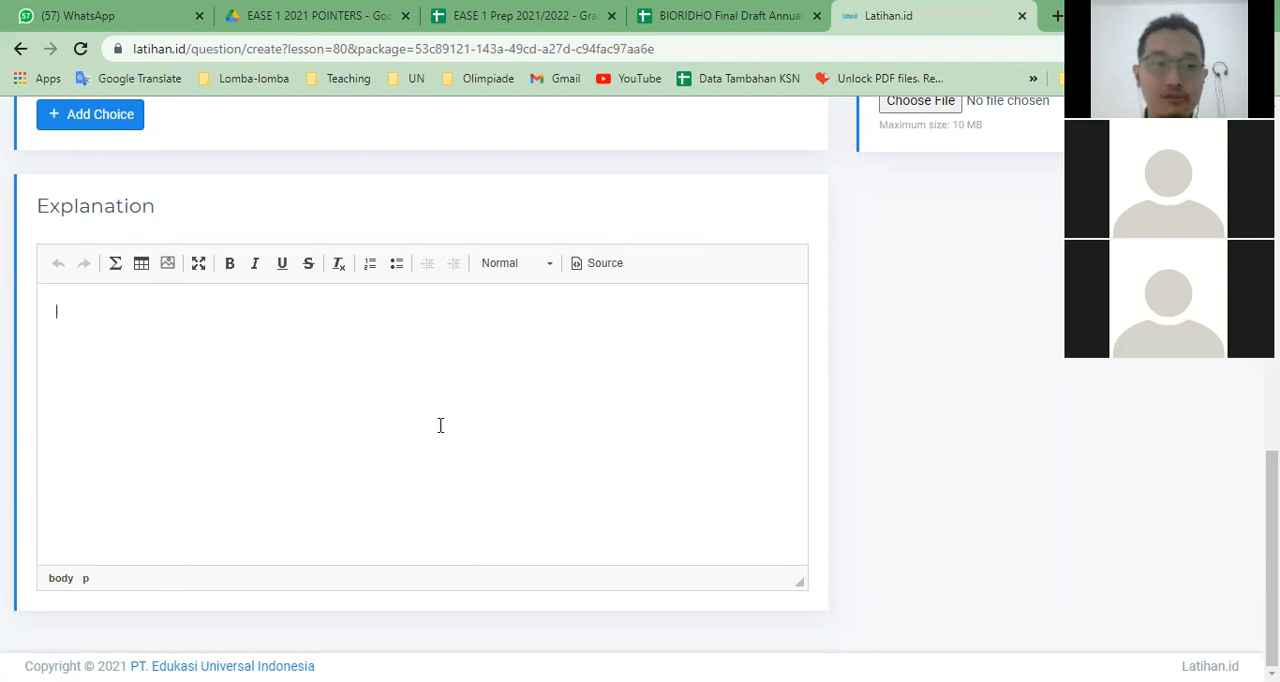 (57) WhatsApp
EASE 1 2021 POINTERS - Goo
EASE 1 Prep 2021/2022 - Gra
BIORIDHO Final Draft Annua
Latihan.id
latihan.id/question/create?lesson=80&package=53c89121-143a-49cd-a27d-c94fac97aa6e
Apps
Google Translate
Lomba-lomba
Teaching
UN
Olimpiade
Gmail
YouTube
Data Tambahan KSN
Unlock PDF files. Re...
»
+ Add Choice
Choose File No file chosen
Maximum size: 10 MB
Explanation
Normal
Source
body p
Copyright © 2021 PT. Edukasi Universal Indonesia
Latihan.id